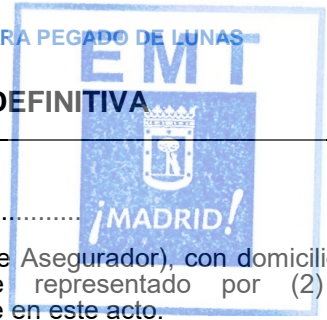 RA PEGADO DE LUNAS
EMT
DEFINITIVA
¡MADRID!
e Asegurador), con domicili
e representado por (2)
e en este acto.